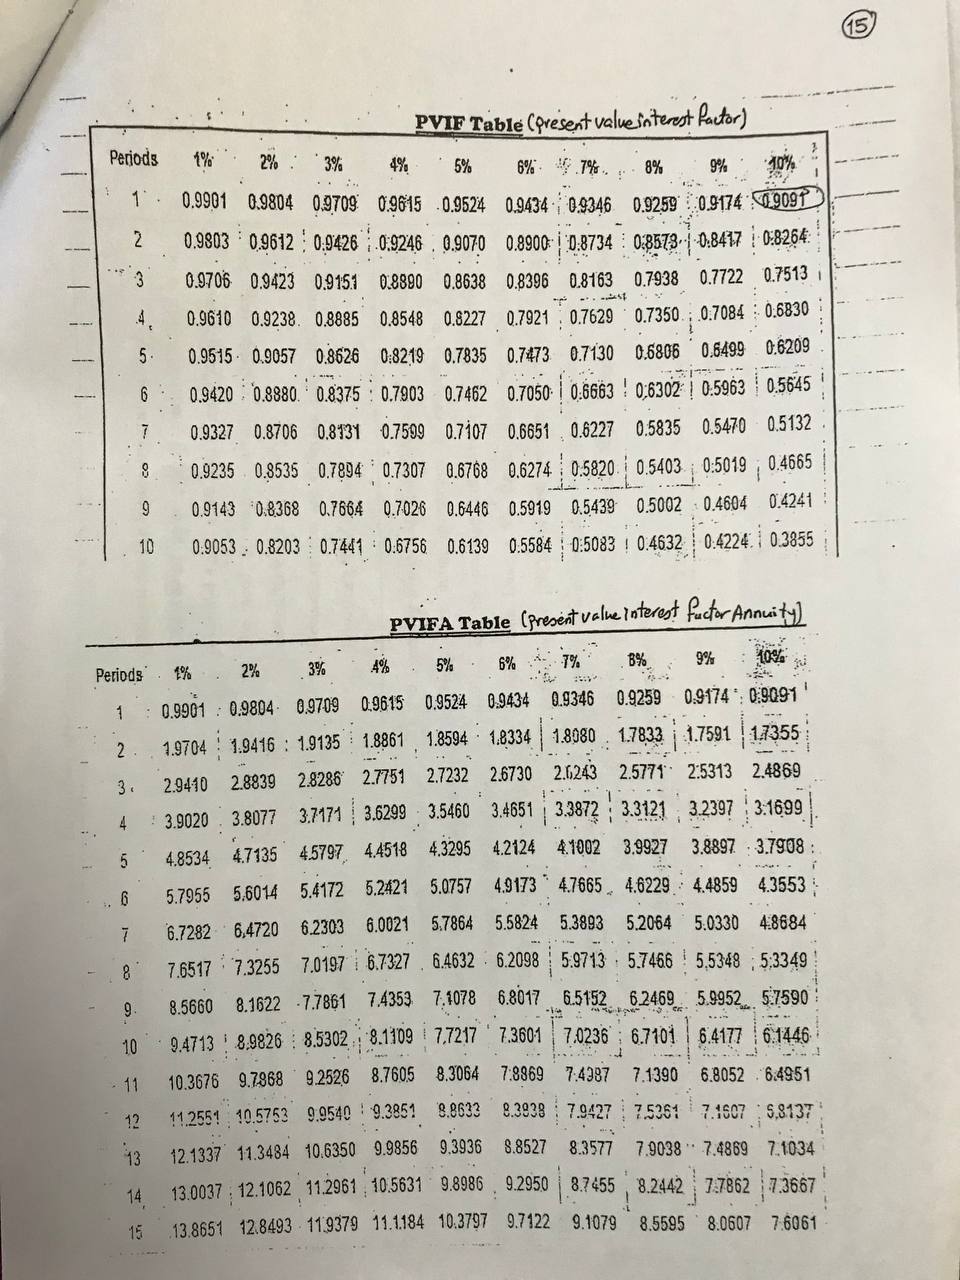 15
PVIF Table (present value interest factor)
Periods 1% 2% 3% 4% 5% 6% 7% 8% 9% 10%
1 0.9901 0.9804 0.9709 0.9615 0.9524 0.9434 0.9346 0.9259 0.9174 0.9091
2 0.9803 0.9612 0.9426 0.9246 0.9070 0.8900 0.8734 0.8573 0.8417 0.8264
3 0.9706 0.9423 0.9151 0.8890 0.8638 0.8396 0.8163 0.7938 0.7722 0.7513
4 0.9610 0.9238 0.8885 0.8548 0.8227 0.7921 0.7629 0.7350 0.7084 0.6830
5 0.9515 0.9057 0.8626 0.8219 0.7835 0.7473 0.7130 0.6806 0.6499 0.6209
6 0.9420 0.8880 0.8375 0.7903 0.7462 0.7050 0.6663 0.6302 0.5963 0.5645
7 0.9327 0.8706 0.8131 0.7599 0.7107 0.6651 0.6227 0.5835 0.5470 0.5132
8 0.9235 0.8535 0.7894 0.7307 0.6768 0.6274 0.5820 0.5403 0.5019 0.4665
9 0.9143 0.8368 0.7664 0.7026 0.6446 0.5919 0.5439 0.5002 0.4604 0.4241
10 0.9053 0.8203 0.7441 0.6756 0.6139 0.5584 0.5083 0.4632 0.4224 0.3855
PVIFA Table (present value interest factor Annuity)
Periods 1% 2% 3% 4% 5% 6% 7% 8% 9% 10%
1 0.9901 0.9804 0.9709 0.9615 0.9524 0.9434 0.9346 0.9259 0.9174 0.9091
2 1.9704 1.9416 1.9135 1.8861 1.8594 1.8334 1.8080 1.7833 1.7591 1.7355
3 2.9410 2.8839 2.8286 2.7751 2.7232 2.6730 2.6243 2.5771 2.5313 2.4869
4 3.9020 3.8077 3.7171 3.6299 3.5460 3.4651 3.3872 3.3121 3.2397 3.1699
5 4.8534 4.7135 4.5797 4.4518 4.3295 4.2124 4.1002 3.9927 3.8897 3.7908
6 5.7955 5.6014 5.4172 5.2421 5.0757 4.9173 4.7665 4.6229 4.4859 4.3553
7 6.7282 6.4720 6.2303 6.0021 5.7864 5.5824 5.3893 5.2064 5.0330 4.8684
8 7.6517 7.3255 7.0197 6.7327 6.4632 6.2098 5.9713 5.7466 5.5348 5.3349
9 8.5660 8.1622 7.7861 7.4353 7.1078 6.8017 6.5152 6.2469 5.9952 5.7590
10 9.4713 8.9826 8.5302 8.1109 7.7217 7.3601 7.0236 6.7101 6.4177 6.1446
11 10.3676 9.7868 9.2526 8.7605 8.3064 7.8869 7.4987 7.1390 6.8052 6.4951
12 11.2551 10.5753 9.9540 9.3851 8.8633 8.3838 7.9427 7.5361 7.1607 6.8137
13 12.1337 11.3484 10.6350 9.9856 9.3936 8.8527 8.3577 7.9038 7.4869 7.1034
14 13.0037 12.1062 11.2961 10.5631 9.8986 9.2950 8.7455 8.2442 7.7862 7.3667
15 13.8651 12.8493 11.9379 11.1184 10.3797 9.7122 9.1079 8.5595 8.0607 7.6061